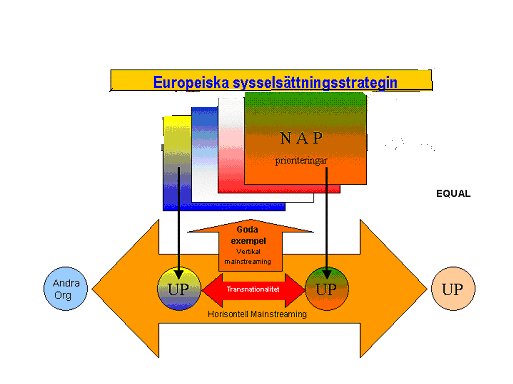 Europeiska sysselsättningsstrategin
N A P
prioriteringar
EQUAL
Goda
exempel
Vertikal
mainstreaming
Andra
Org
UP
Transnationalitet
UP
UP
Horisontell Mainstreaming